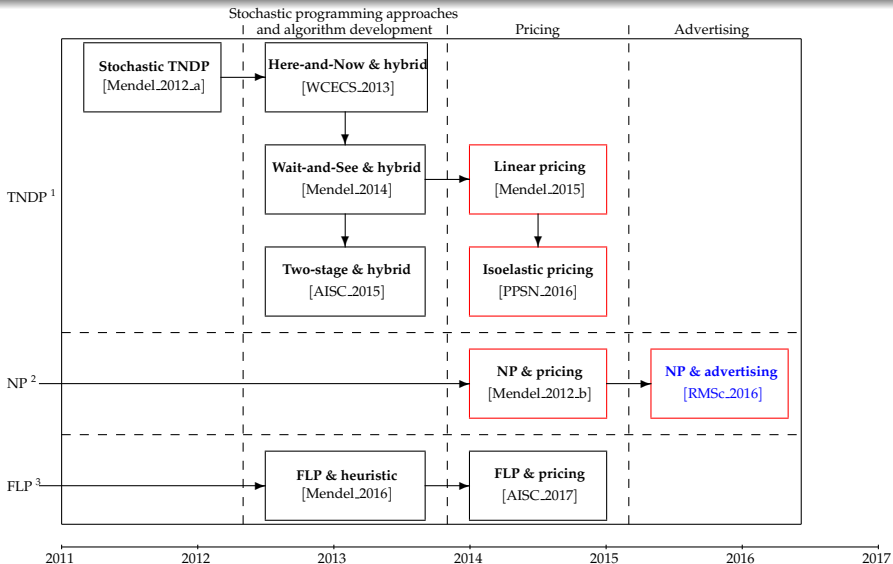 Stochastic programming approaches
and algorithm development
Pricing
Advertising
TNDP 1
Stochastic TNDP
[Mendel_2012_a]
Here-and-Now & hybrid
[WCECS_2013]
Wait-and-See & hybrid
[Mendel_2014]
Linear pricing
[Mendel_2015]
Two-stage & hybrid
[AISC_2015]
Isoelastic pricing
[PPSN_2016]
NP 2
NP & pricing
[Mendel_2012_b]
NP & advertising
[RMSc_2016]
FLP 3
FLP & heuristic
[Mendel_2016]
FLP & pricing
[AISC_2017]
2011 2012 2013 2014 2015 2016 2017